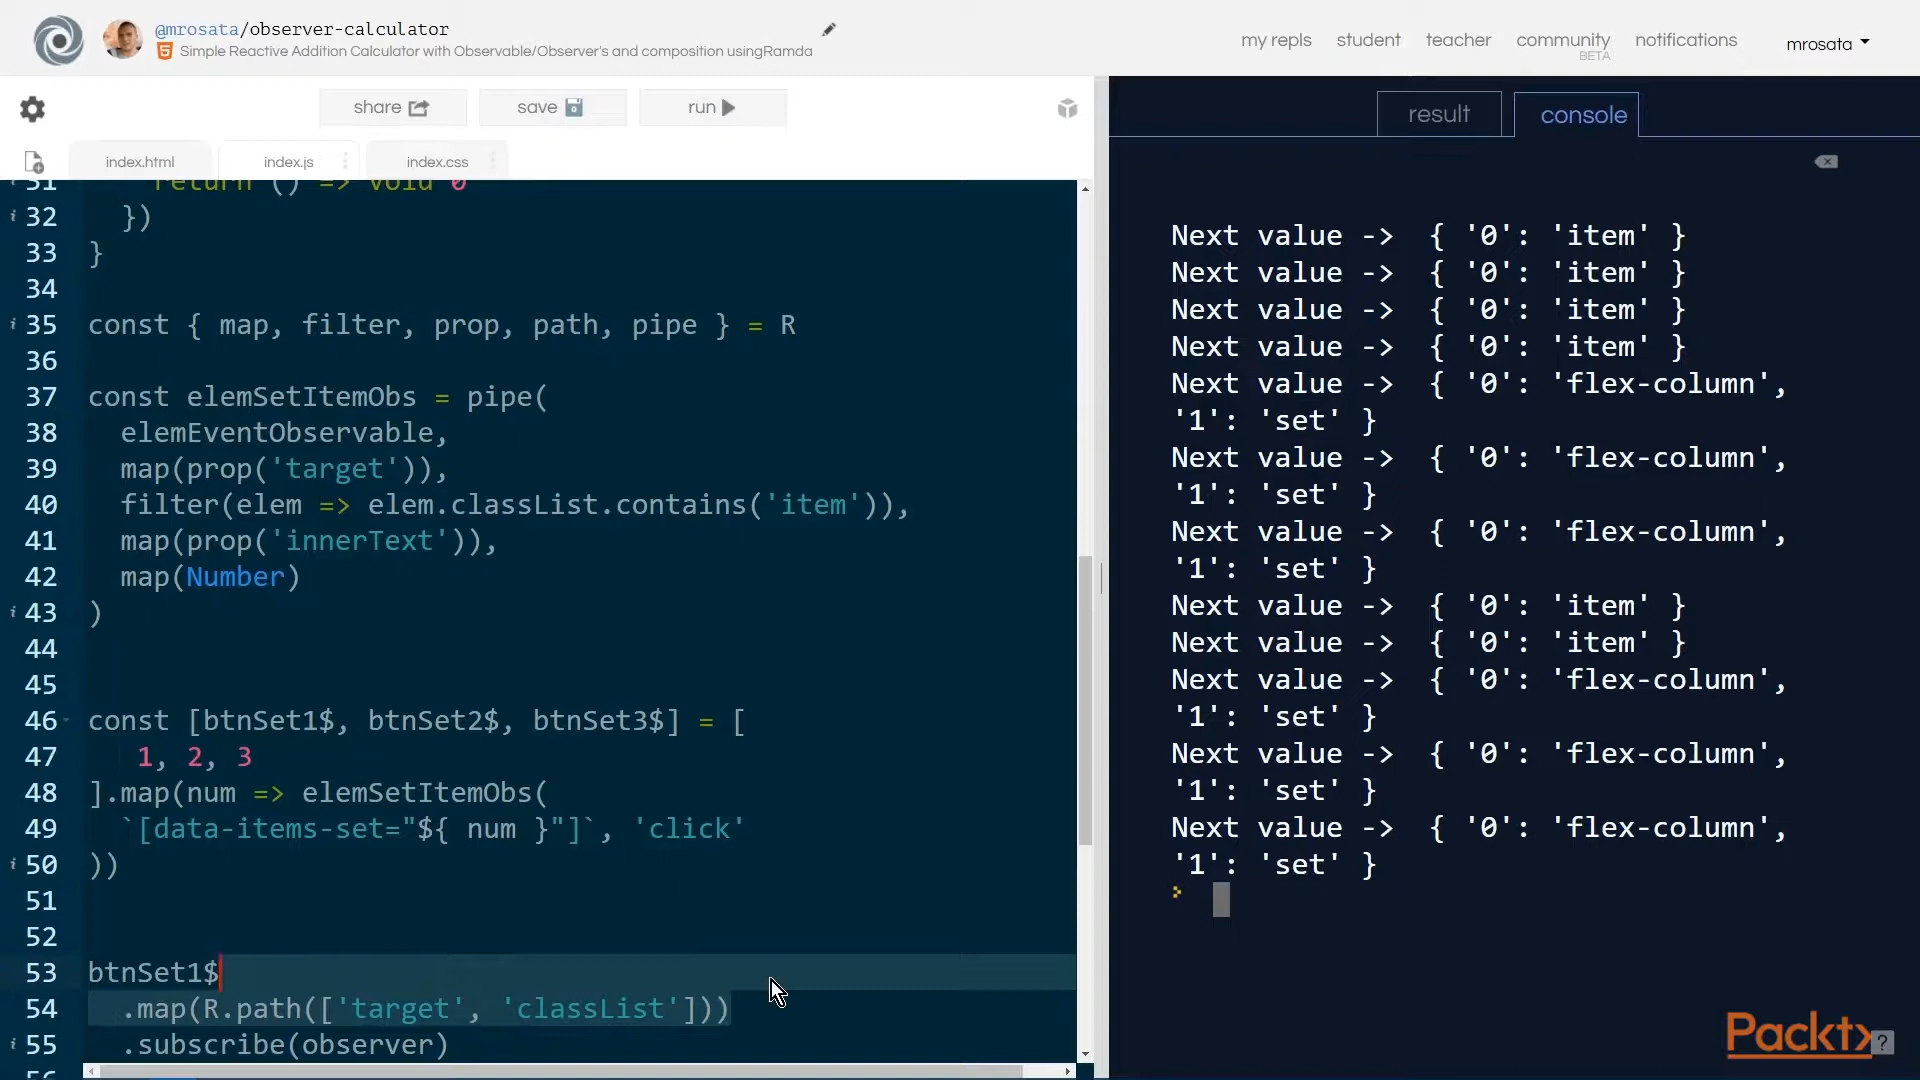 @mrosata/observer-calculator
Simple Reactive Addition Calculator with Observable/Observer's and composition usingRamda
my repls student teacher community notifications mrosata
BETA
share save run
result console
index.html index.js index.css
31 return () => void 0
32 })
33 }
34
35 const { map, filter, prop, path, pipe } = R
36
37 const elemSetItemObs = pipe(
38 elemEventObservable,
39 map(prop('target')),
40 filter(elem => elem.classList.contains('item')),
41 map(prop('innerText')),
42 map(Number)
43 )
44
45
46 const [btnSet1$, btnSet2$, btnSet3$] = [
47 1, 2, 3
48 ].map(num => elemSetItemObs(
49 `[data-items-set="${ num }"]`, 'click'
50 ))
51
52
53 btnSet1$
54 .map(R.path(['target', 'classList']))
55 .subscribe(observer)
56
Next value -> { '0': 'item' }
Next value -> { '0': 'item' }
Next value -> { '0': 'item' }
Next value -> { '0': 'item' }
Next value -> { '0': 'flex-column',
'1': 'set' }
Next value -> { '0': 'flex-column',
'1': 'set' }
Next value -> { '0': 'flex-column',
'1': 'set' }
Next value -> { '0': 'item' }
Next value -> { '0': 'item' }
Next value -> { '0': 'flex-column',
'1': 'set' }
Next value -> { '0': 'flex-column',
'1': 'set' }
Next value -> { '0': 'flex-column',
'1': 'set' }
Packt
?